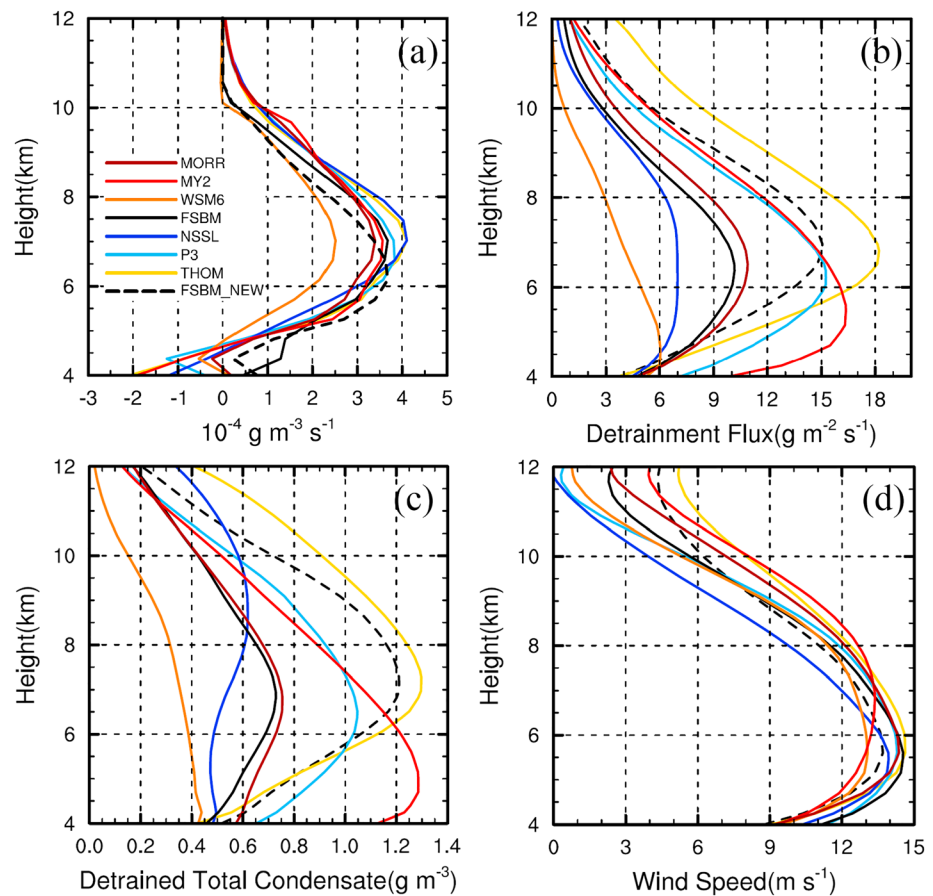 (a)
12
10
8
6
4
Height(km)
MORR
MY2
WSM6
FSBM
NSSL
P3
THOM
FSBM_NEW
-3 -2 -1 0 1 2 3 4 5
10⁻⁴ g m⁻³ s⁻¹
(b)
12
10
8
6
4
Height(km)
0 3 6 9 12 15 18
Detrainment Flux(g m⁻² s⁻¹)
(c)
12
10
8
6
4
Height(km)
0.0 0.2 0.4 0.6 0.8 1.0 1.2 1.4
Detrained Total Condensate(g m⁻³)
(d)
12
10
8
6
4
Height(km)
0 3 6 9 12 15
Wind Speed(m s⁻¹)